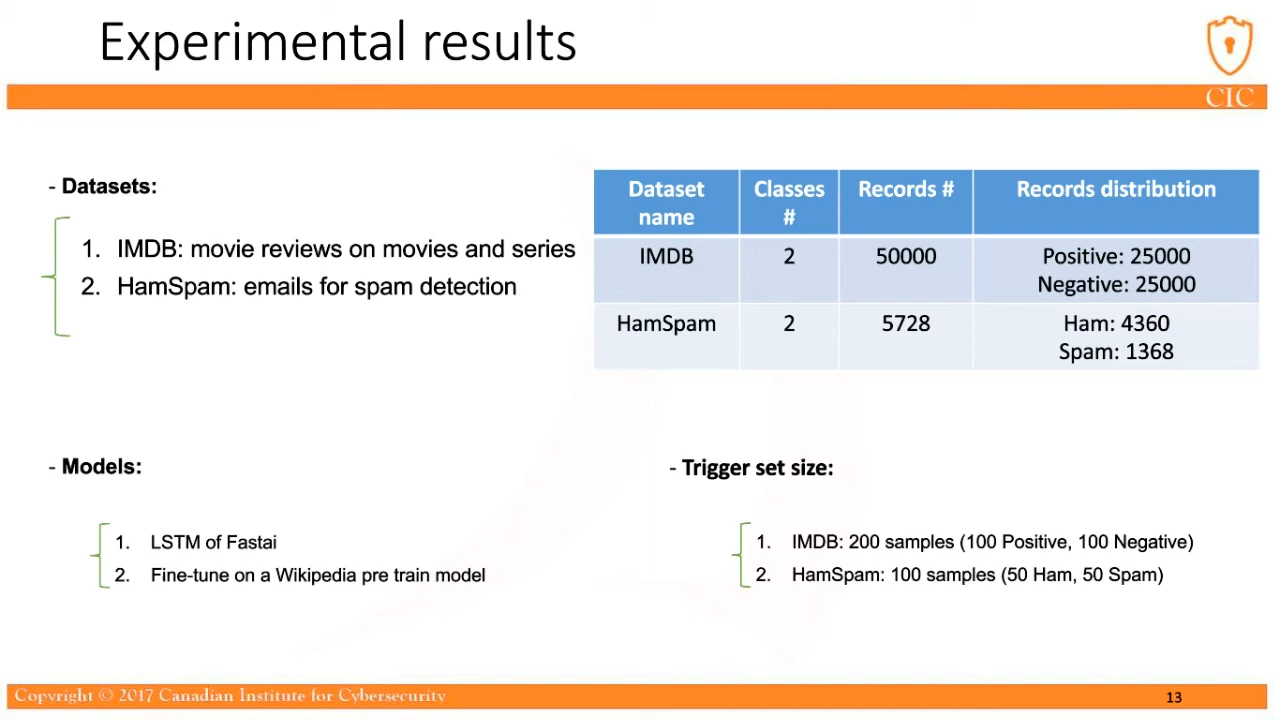 Experimental results
CIC
- Datasets:
1. IMDB: movie reviews on movies and series
2. HamSpam: emails for spam detection
Dataset name Classes # Records # Records distribution
IMDB 2 50000 Positive: 25000
Negative: 25000
HamSpam 2 5728 Ham: 4360
Spam: 1368
- Models:
1. LSTM of Fastai
2. Fine-tune on a Wikipedia pre train model
- Trigger set size:
1. IMDB: 200 samples (100 Positive, 100 Negative)
2. HamSpam: 100 samples (50 Ham, 50 Spam)
Copyright © 2017 Canadian Institute for Cybersecurity
13